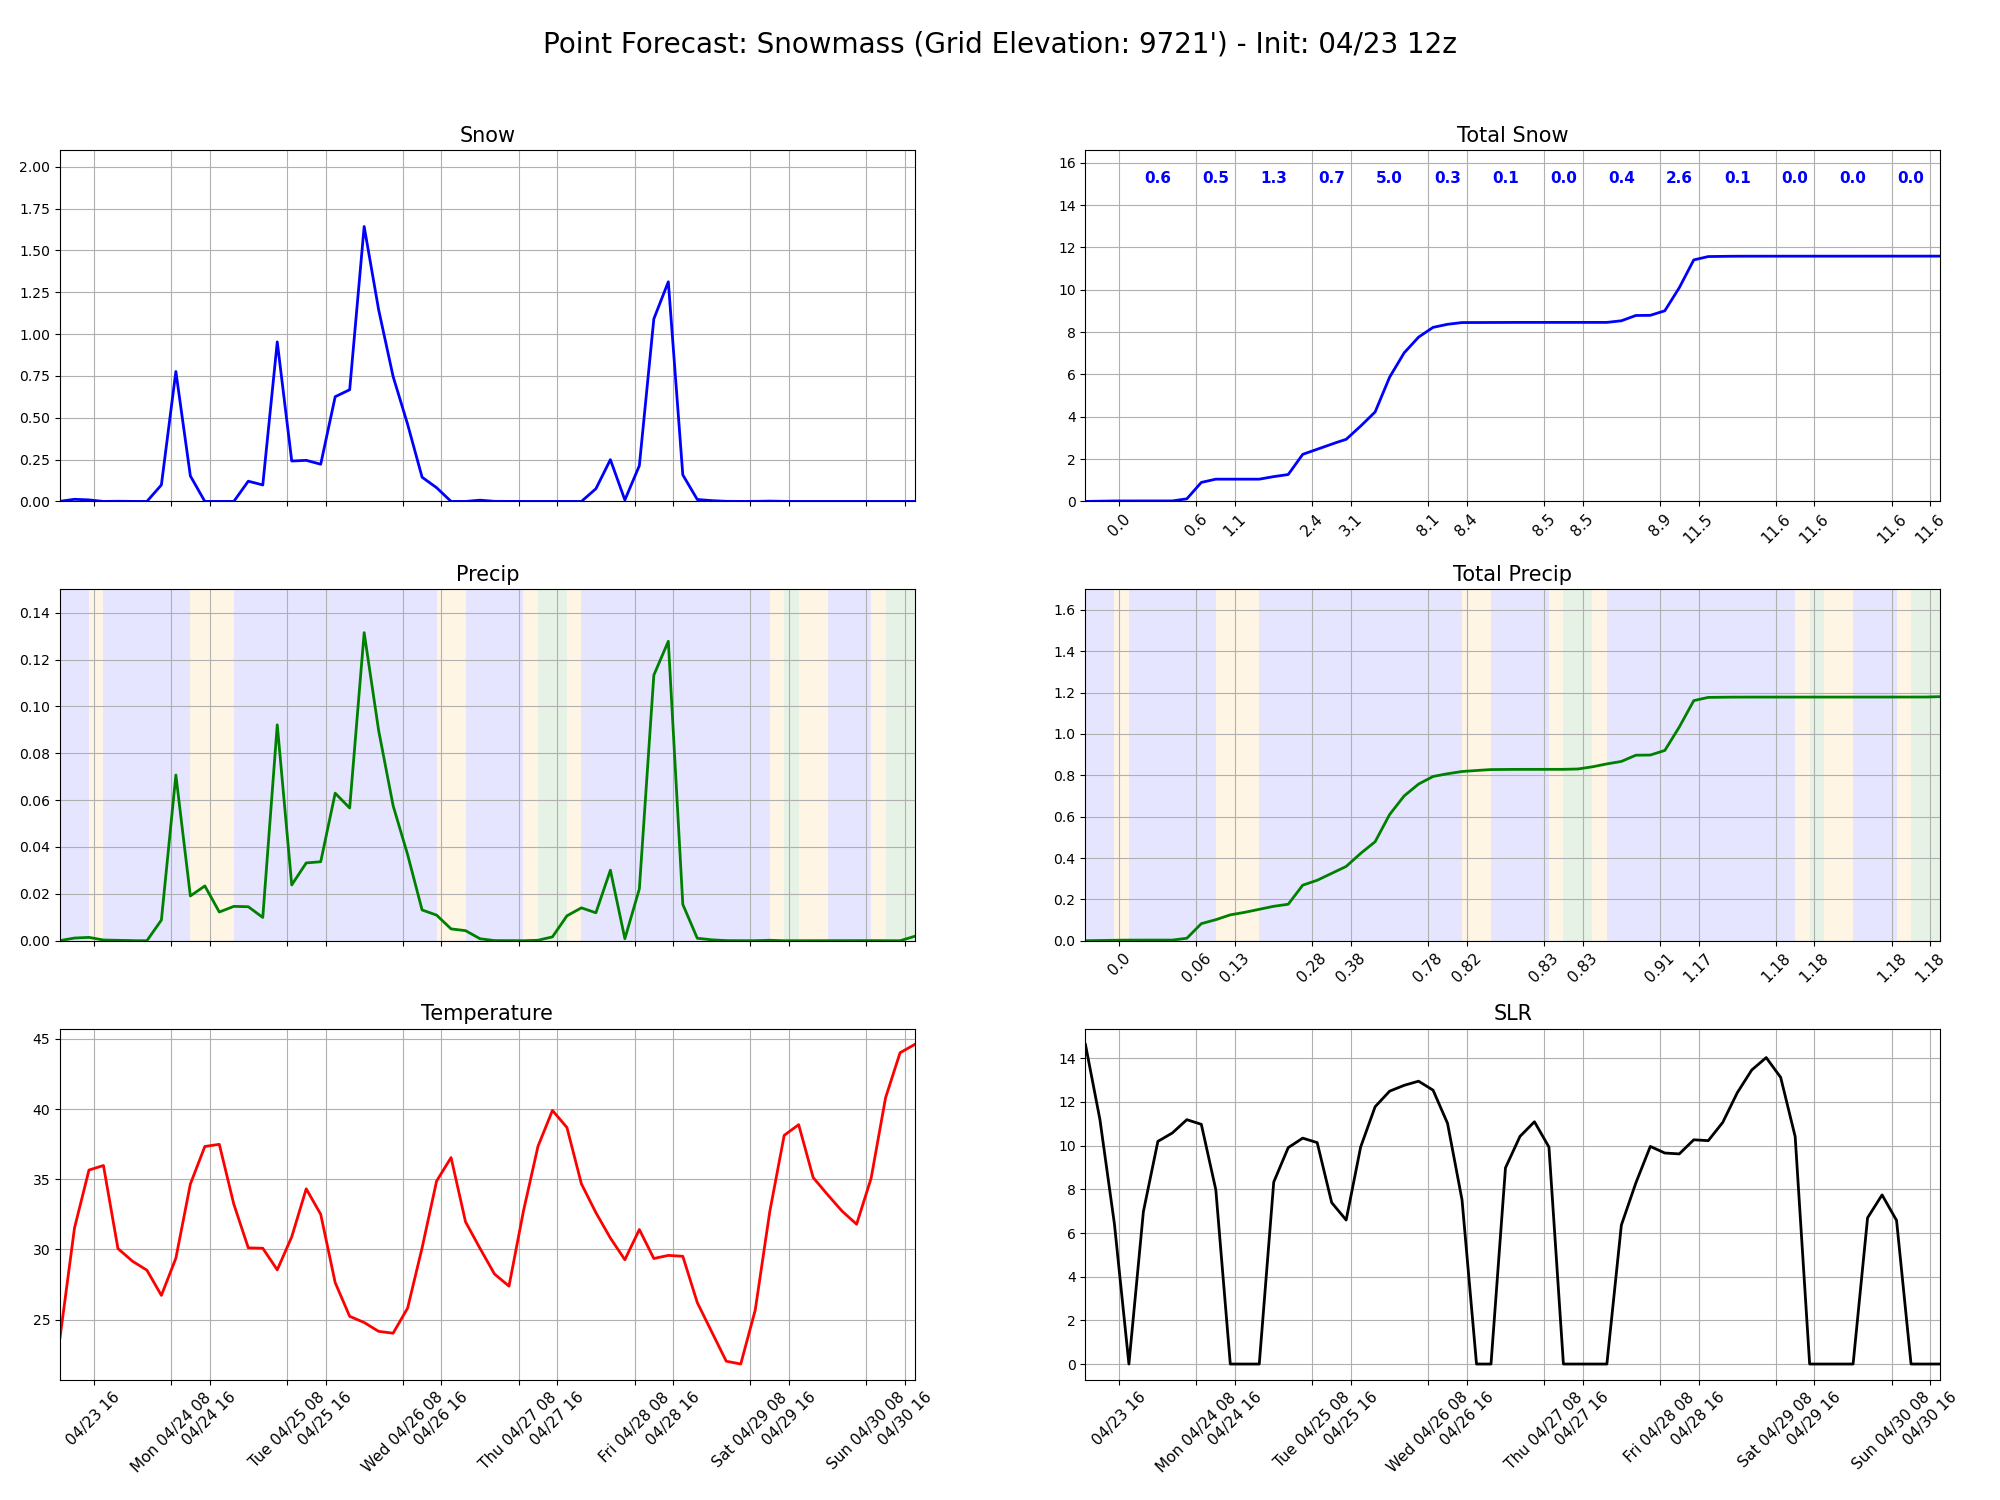 Point Forecast: Snowmass (Grid Elevation: 9721') - Init: 04/23 12z
Snow
2.00
1.75
1.50
1.25
1.00
0.75
0.50
0.25
0.00
Total Snow
0.6 0.5 1.3 0.7 5.0 0.3 0.1 0.0 0.4 2.6 0.1 0.0 0.0 0.0
16
14
12
10
8
6
4
2
0
0.0 0.6 1.1 2.4 3.1 8.1 8.4 8.5 8.5 8.9 11.5 11.6 11.6 11.6 11.6
Precip
0.14
0.12
0.10
0.08
0.06
0.04
0.02
0.00
Total Precip
1.6
1.4
1.2
1.0
0.8
0.6
0.4
0.2
0.0
0.0 0.06 0.13 0.28 0.38 0.78 0.82 0.83 0.83 0.91 1.17 1.18 1.18 1.18 1.18
Temperature
45
40
35
30
25
04/23 16
Mon 04/24 08
04/24 16
Tue 04/25 08
04/25 16
Wed 04/26 08
04/26 16
Thu 04/27 08
04/27 16
Fri 04/28 08
04/28 16
Sat 04/29 08
04/29 16
Sun 04/30 08
04/30 16
SLR
14
12
10
8
6
4
2
0
04/23 16
Mon 04/24 08
04/24 16
Tue 04/25 08
04/25 16
Wed 04/26 08
04/26 16
Thu 04/27 08
04/27 16
Fri 04/28 08
04/28 16
Sat 04/29 08
04/29 16
Sun 04/30 08
04/30 16